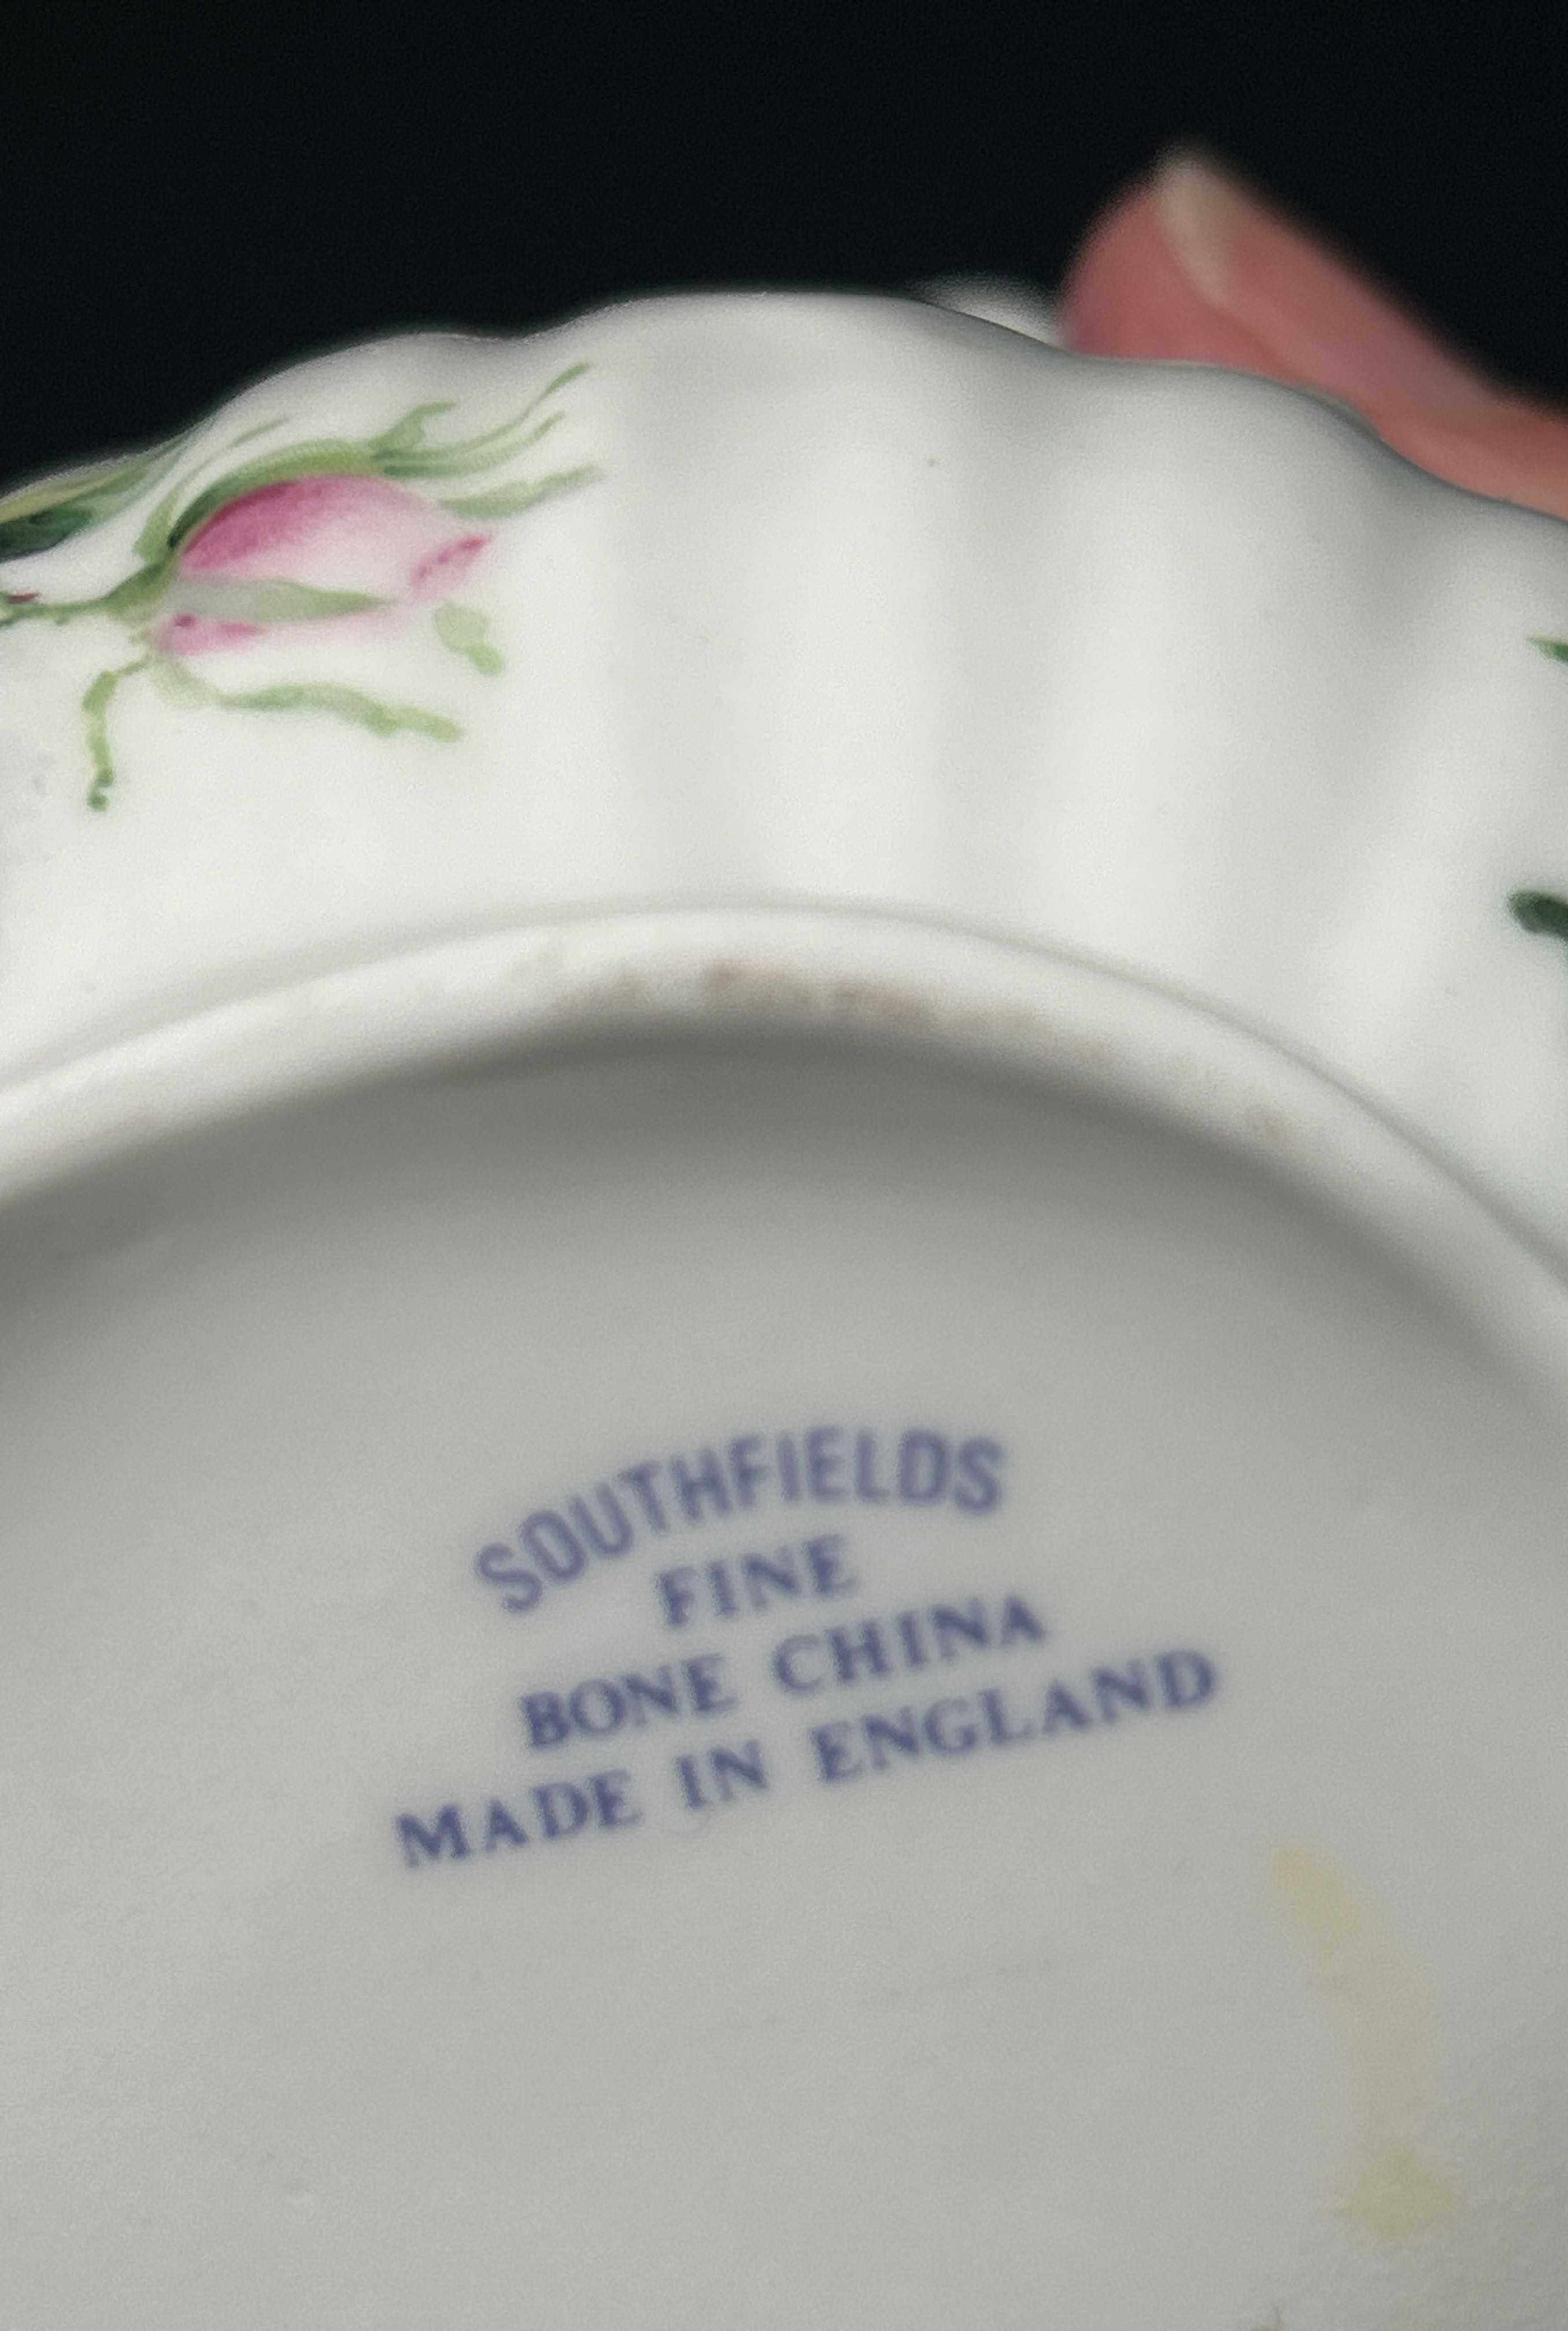 SOUTHFIELDS
FINE
BONE CHINA
MADE IN ENGLAND